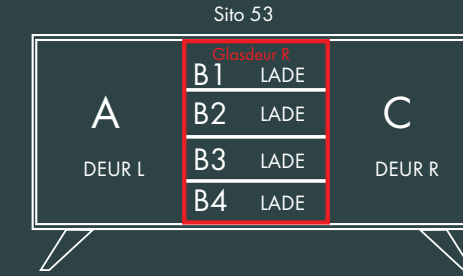 Sito 53
Glasdeur R
B1 LADE
A B2 LADE C
DEUR L B3 LADE DEUR R
B4 LADE